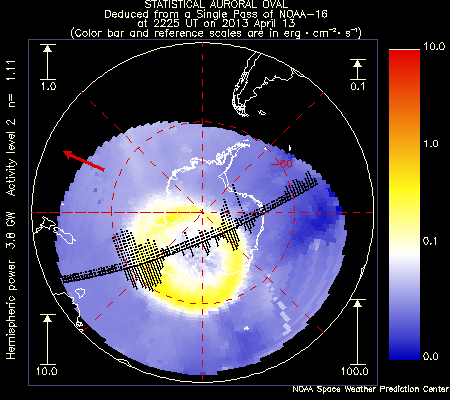 STATISTICAL AURORAL OVAL
Deduced from a Single Pass of NOAA-16
at 2225 UT on 2013 April 13
(Color bar and reference scales are in erg·cm⁻²·s⁻¹)
Hemispheric power 3.8 GW Activity level 2 n= 1.11
1.0
0.1
10.0
100.0
10.0
1.0
0.1
0.0
NOAA Space Weather Prediction Center